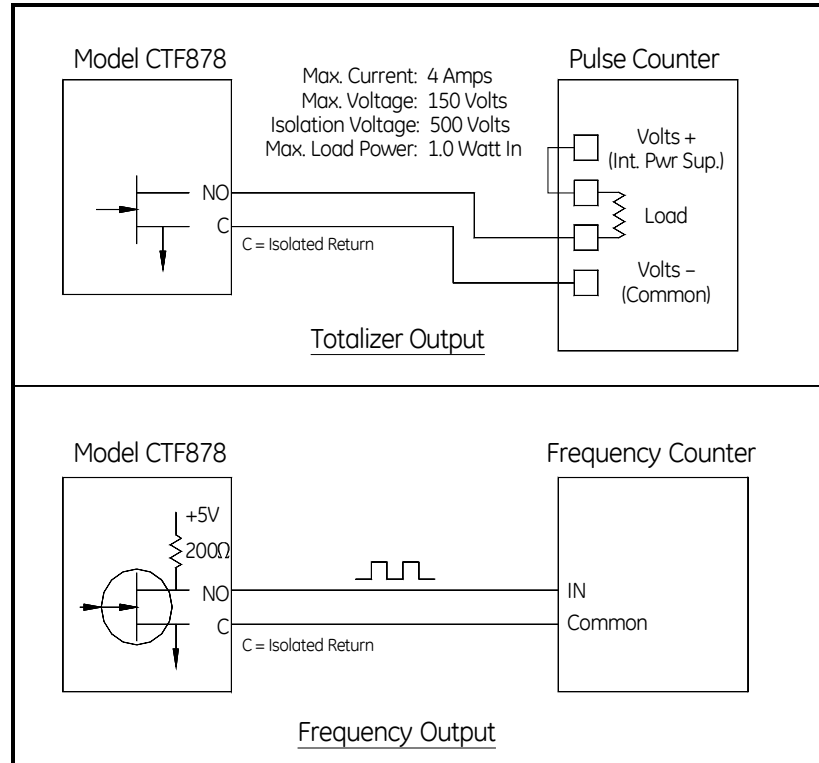 Model CTF878
Pulse Counter
Max. Current: 4 Amps
Max. Voltage: 150 Volts
Isolation Voltage: 500 Volts
Max. Load Power: 1.0 Watt In
Volts +
(Int. Pwr Sup.)
NO
Load
C
C = Isolated Return
Volts –
(Common)
Totalizer Output
Model CTF878
Frequency Counter
+5V
200Ω
NO
IN
C
Common
C = Isolated Return
Frequency Output